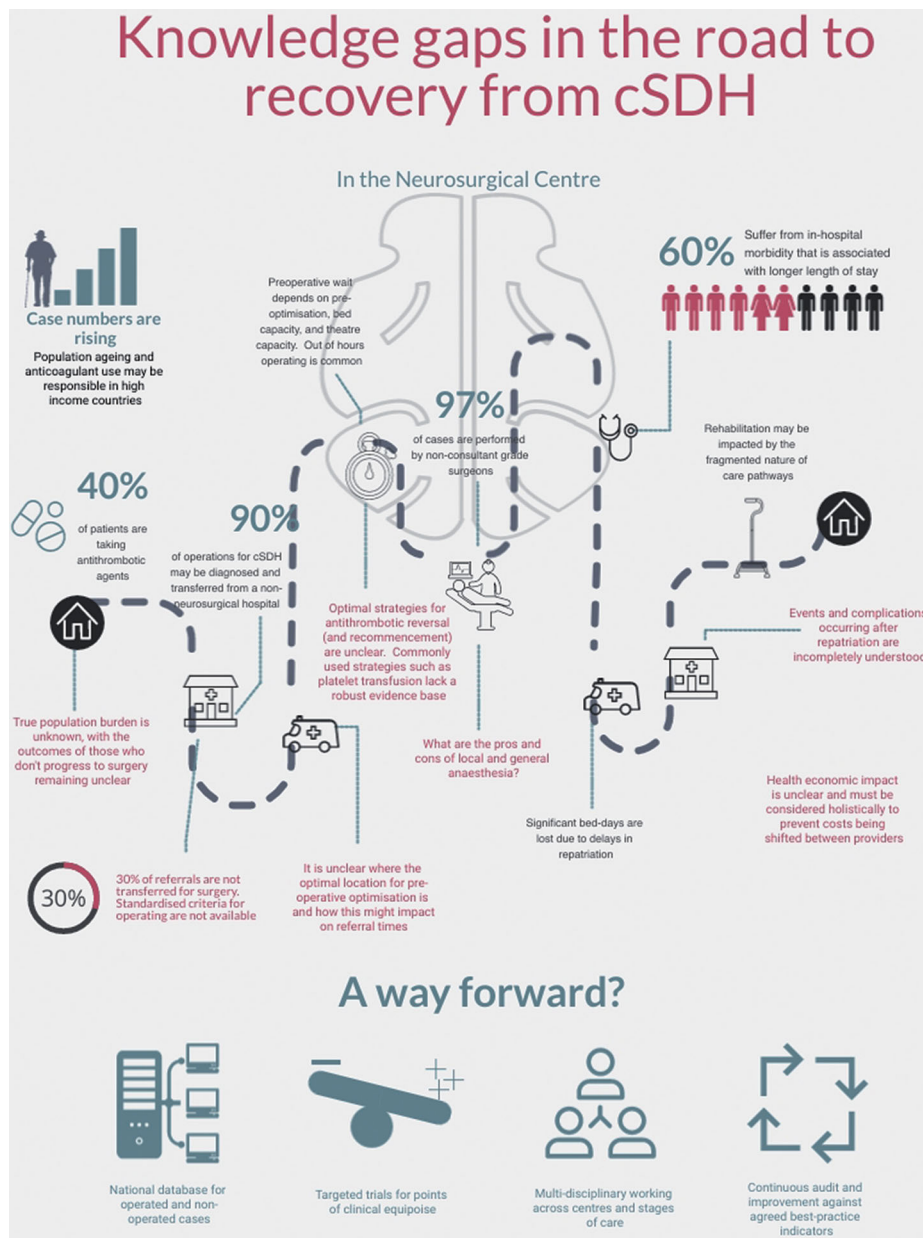 Knowledge gaps in the road to
recovery from cSDH
In the Neurosurgical Centre
Case numbers are
rising
Population ageing and
anticoagulant use may be
responsible in high
income countries
Preoperative wait
depends on pre-
optimisation, bed
capacity, and theatre
capacity. Out of hours
operating is common
60%
Suffer from in-hospital
morbidity that is associated
with longer length of stay
97%
of cases are performed
by non-consultant grade
surgeons
Rehabilitation may be
impacted by the
fragmented nature of
care pathways
40%
of patients are
taking
antithrombotic
agents
90%
of operations for cSDH
may be diagnosed and
transferred from a non-
neurosurgical hospital
Optimal strategies for
antithrombotic reversal
(and recommencement)
are unclear. Commonly
used strategies such as
platelet transfusion lack a
robust evidence base
Events and complications
occurring after
repatriation are
incompletely understood
True population burden is
unknown, with the
outcomes of those who
don't progress to surgery
remaining unclear
What are the pros and
cons of local and general
anaesthesia?
Health economic impact
is unclear and must be
considered holistically to
prevent costs being
shifted between providers
Significant bed-days are
lost due to delays in
repatriation
30%
30% of referrals are not
transferred for surgery.
Standardised criteria for
operating are not available
It is unclear where the
optimal location for pre-
operative optimisation is
and how this might impact
on referral times
A way forward?
National database for
operated and non-
operated cases
Targeted trials for points
of clinical equipoise
Multi-disciplinary working
across centres and stages
of care
Continuous audit and
improvement against
agreed best-practice
indicators